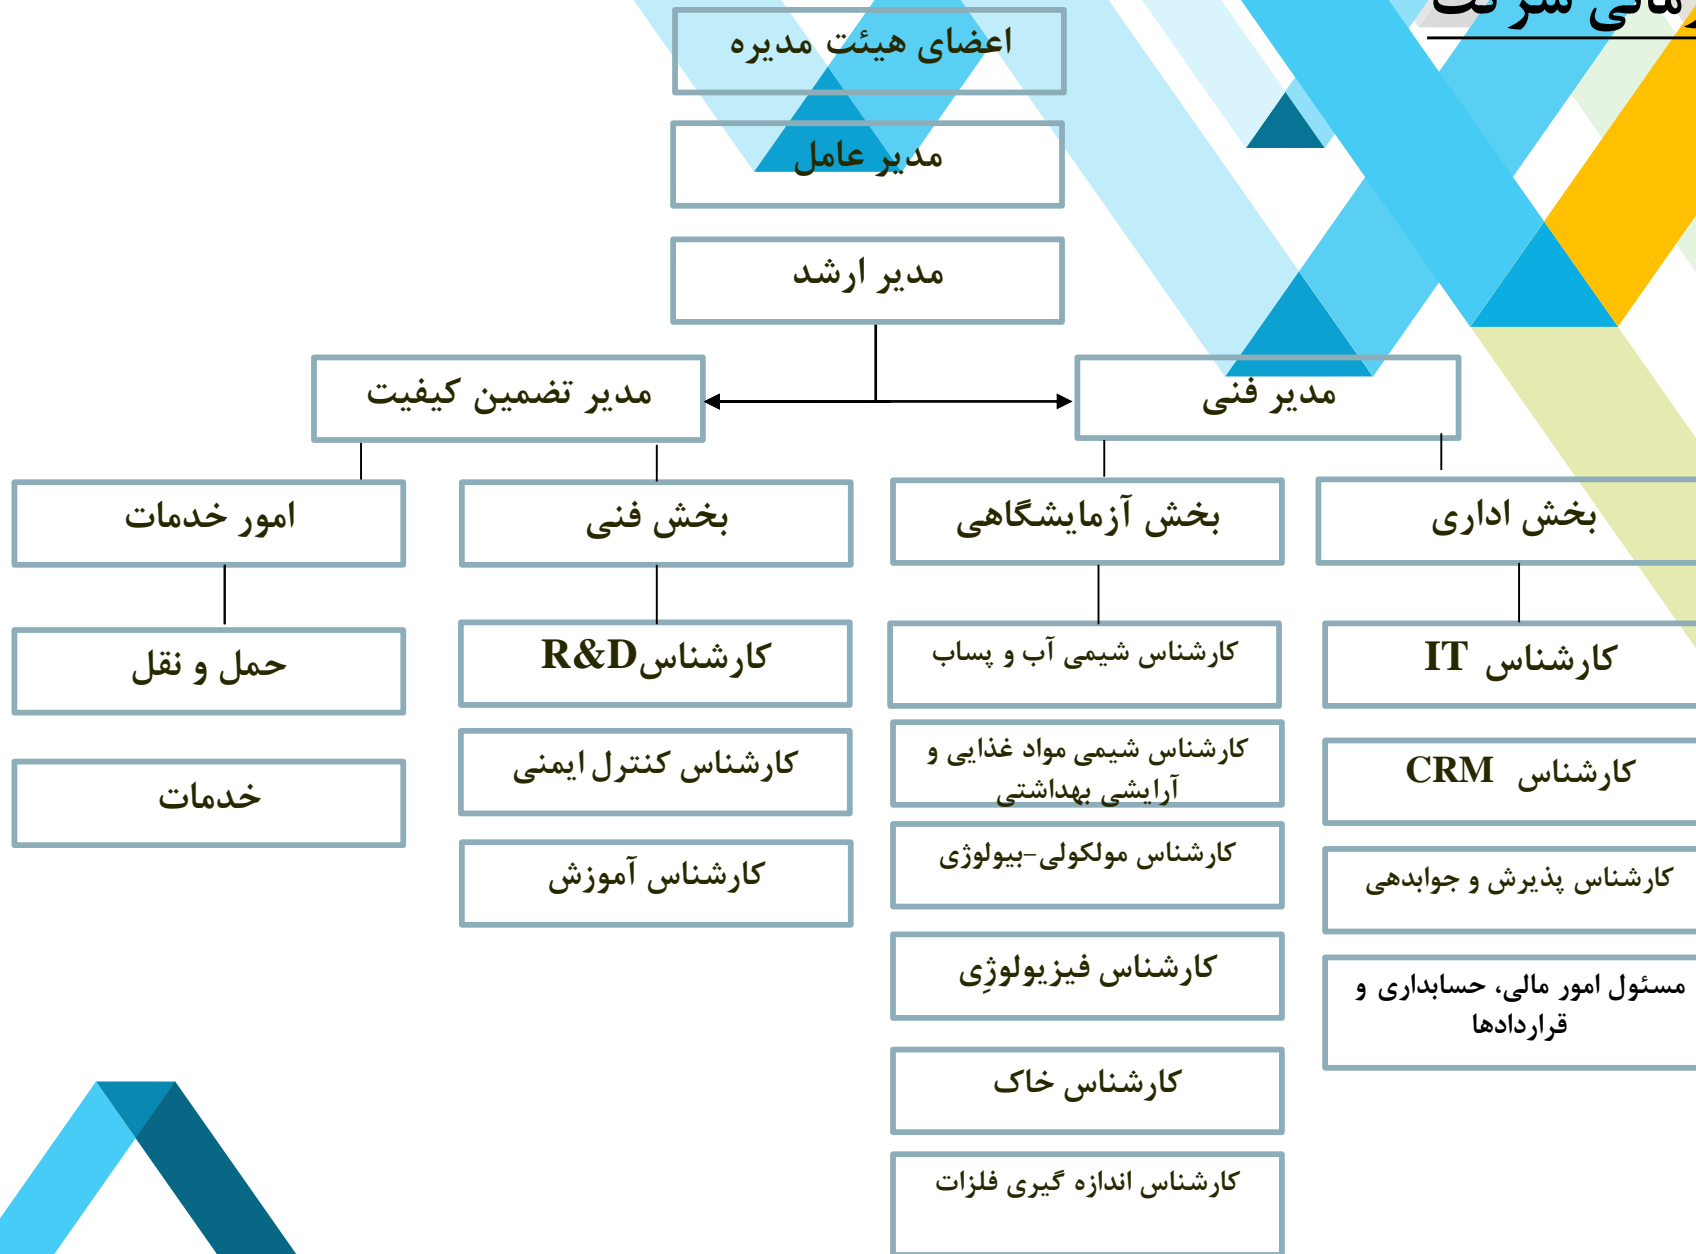 شرکت
اعضای هیئت مدیره
مدیر عامل
مدیر ارشد
مدیر فنی
مدیر تضمین کیفیت
بخش اداری
بخش آزمایشگاهی
بخش فنی
امور خدمات
کارشناس IT
کارشناس CRM
کارشناس پذیرش و جوابدهی
مسئول امور مالی، حسابداری و
قراردادها
کارشناس شیمی آب و پساب
کارشناس شیمی مواد غذایی و
آرایشی بهداشتی
کارشناس مولکولی-بیولوژی
کارشناس فیزیولوژِی
کارشناس خاک
کارشناس اندازه گیری فلزات
کارشناسR&D
کارشناس کنترل ایمنی
کارشناس آموزش
حمل و نقل
خدمات